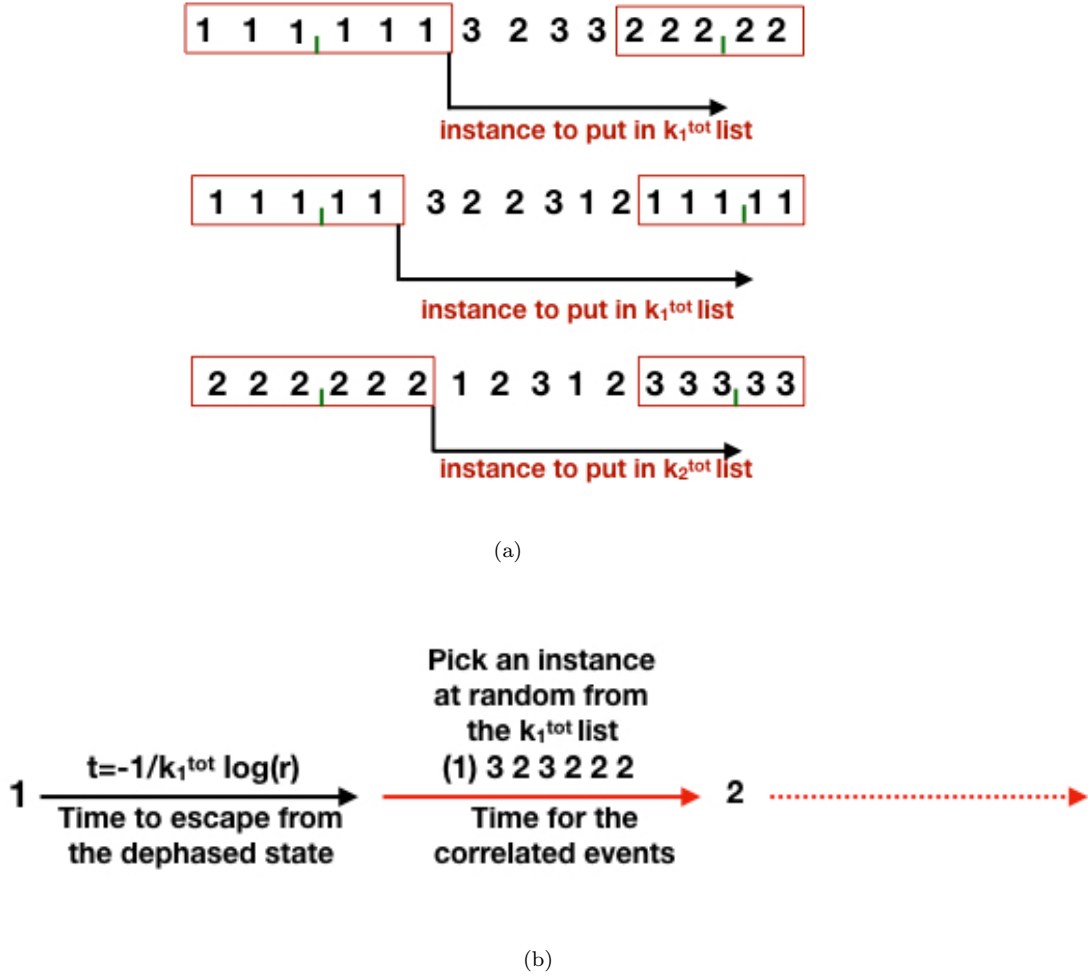 1 1 1 1 1 1 3 2 3 3 2 2 2 2 2
instance to put in k₁ᵗᵒᵗ list
1 1 1 1 1 3 2 2 3 1 2 1 1 1 1 1
instance to put in k₁ᵗᵒᵗ list
2 2 2 2 2 2 1 2 3 1 2 3 3 3 3 3
instance to put in k₂ᵗᵒᵗ list
(a)
Pick an instance
at random from
the k₁ᵗᵒᵗ list
1 t=-1/k₁ᵗᵒᵗ log(r) (1) 3 2 3 2 2 2 2
Time to escape from Time for the
the dephased state correlated events
(b)